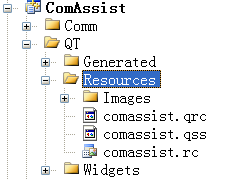 ComAssist
Comm
QT
Generated
Resources
Images
comassist.qrc
comassist.qss
comassist.rc
Widgets